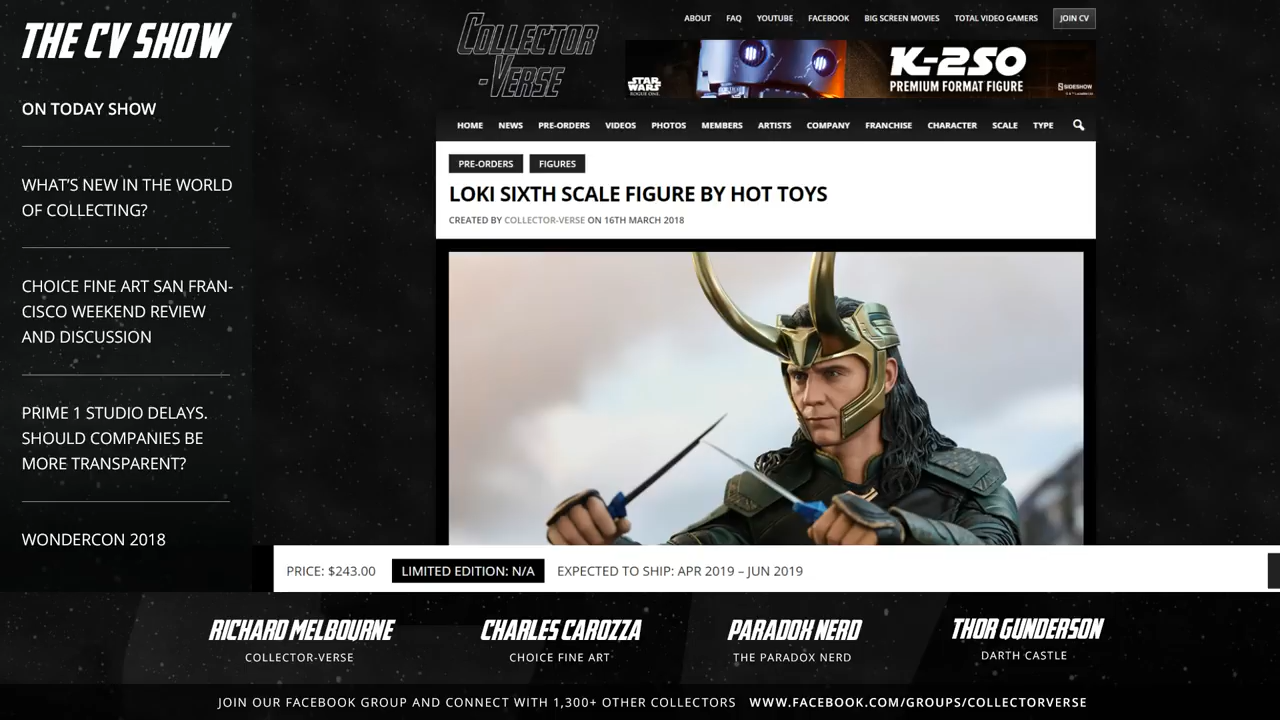 THE CV SHOW
ON TODAY SHOW
WHAT'S NEW IN THE WORLD
OF COLLECTING?
CHOICE FINE ART SAN FRAN-
CISCO WEEKEND REVIEW
AND DISCUSSION
PRIME 1 STUDIO DELAYS.
SHOULD COMPANIES BE
MORE TRANSPARENT?
WONDERCON 2018
COLLECTOR
-VERSE
ABOUT FAQ YOUTUBE FACEBOOK BIG SCREEN MOVIES TOTAL VIDEO GAMERS JOIN CV
STAR
WARS
ROGUE ONE
K-2SO
PREMIUM FORMAT FIGURE
SIDESHOW
HOME NEWS PRE-ORDERS VIDEOS PHOTOS MEMBERS ARTISTS COMPANY FRANCHISE CHARACTER SCALE TYPE
PRE-ORDERS FIGURES
LOKI SIXTH SCALE FIGURE BY HOT TOYS
CREATED BY COLLECTOR-VERSE ON 16TH MARCH 2018
PRICE: $243.00 LIMITED EDITION: N/A EXPECTED TO SHIP: APR 2019 – JUN 2019
RICHARD MELBOURNE CHARLES CAROZZA PARADOX NERD THOR GUNDERSON
COLLECTOR-VERSE CHOICE FINE ART THE PARADOX NERD DARTH CASTLE
JOIN OUR FACEBOOK GROUP AND CONNECT WITH 1,300+ OTHER COLLECTORS WWW.FACEBOOK.COM/GROUPS/COLLECTORVERSE